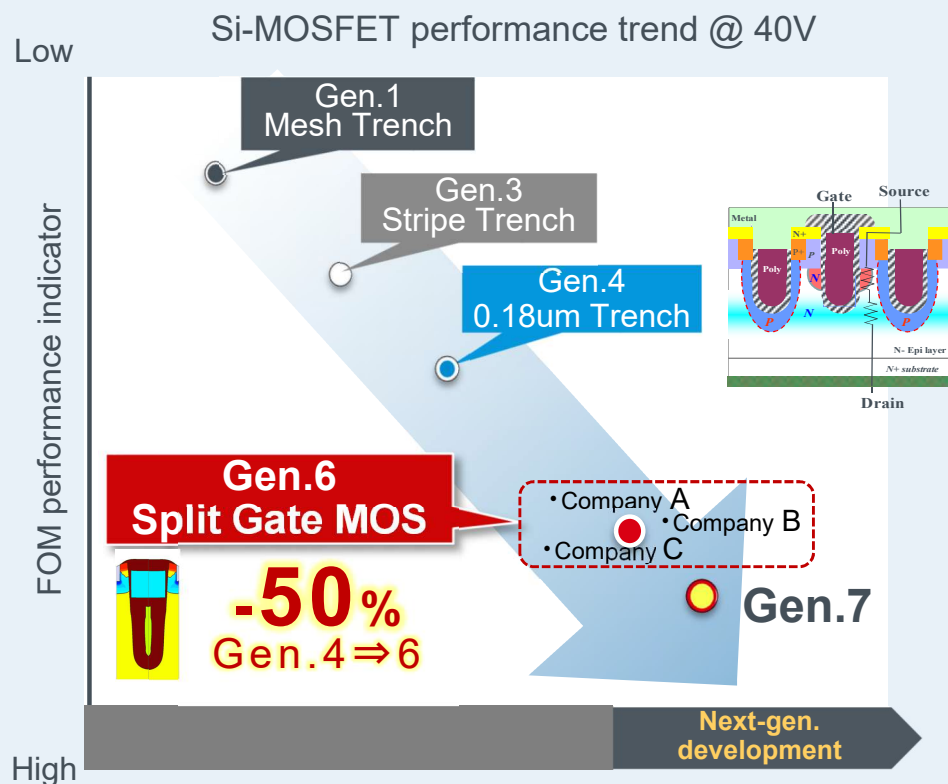 Si-MOSFET performance trend @ 40V
Low
FOM performance indicator
High
Gen.1
Mesh Trench
Gen.3
Stripe Trench
Gen.4
0.18um Trench
Gate
Source
Metal
N+
P+
P
Poly
Poly
Poly
N
N
P
P
N- Epi layer
N+ substrate
Drain
Gen.6
Split Gate MOS
・Company A
・Company B
・Company C
-50%
Gen.4⇒6
Gen.7
Next-gen.
development